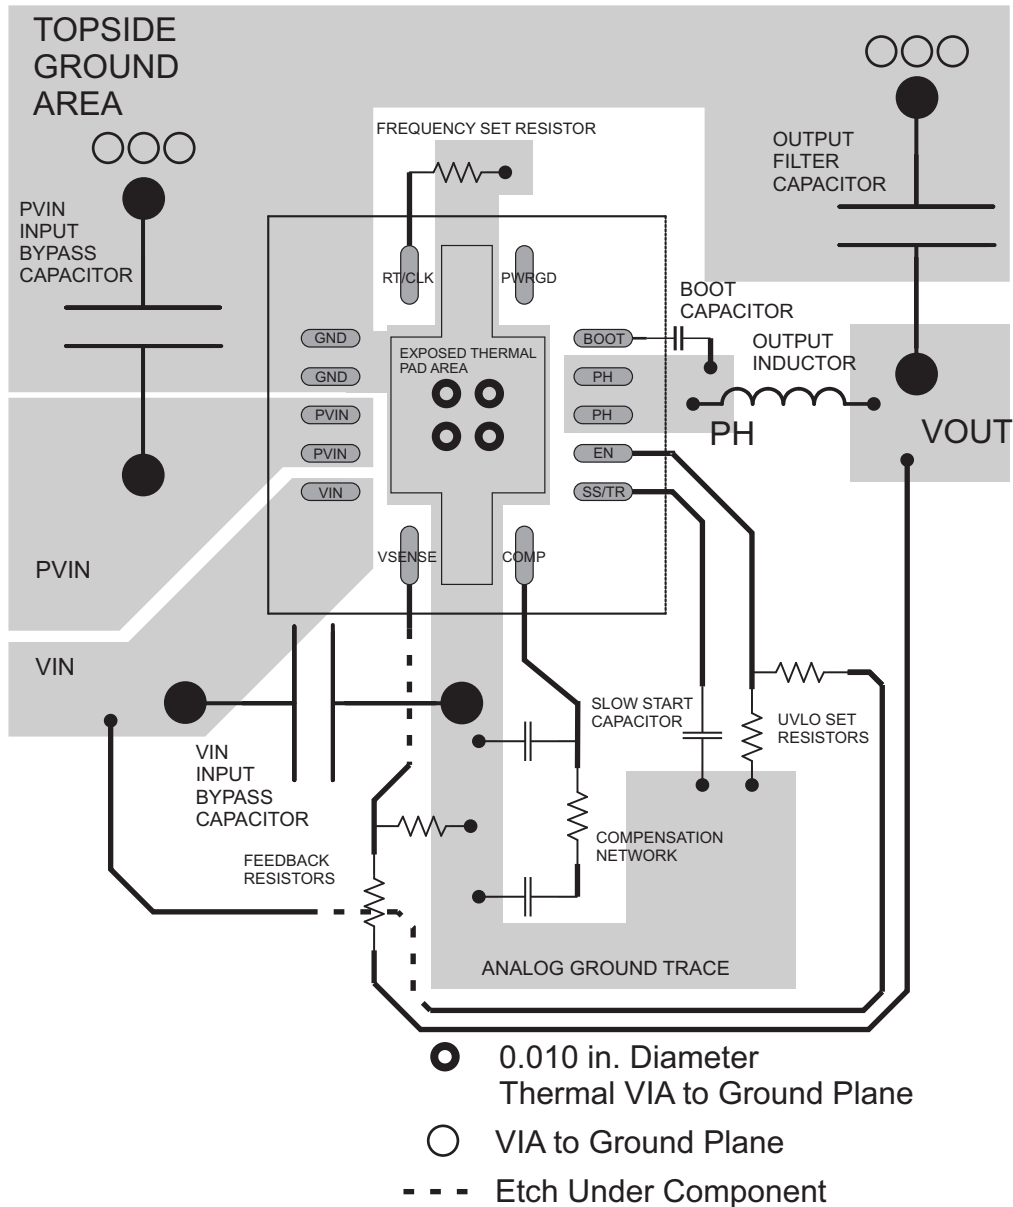 TOPSIDE
GROUND
AREA
FREQUENCY SET RESISTOR
OUTPUT
FILTER
CAPACITOR
PVIN
INPUT
BYPASS
CAPACITOR
RT/CLK
PWRGD
BOOT
CAPACITOR
GND
EXPOSED THERMAL
PAD AREA
BOOT
OUTPUT
INDUCTOR
GND
PH
PVIN
PH
PH
VOUT
PVIN
EN
VIN
SS/TR
VSENSE
COMP
PVIN
VIN
SLOW START
CAPACITOR
UVLO SET
RESISTORS
VIN
INPUT
BYPASS
CAPACITOR
COMPENSATION
NETWORK
FEEDBACK
RESISTORS
ANALOG GROUND TRACE
0.010 in. Diameter
Thermal VIA to Ground Plane
VIA to Ground Plane
Etch Under Component